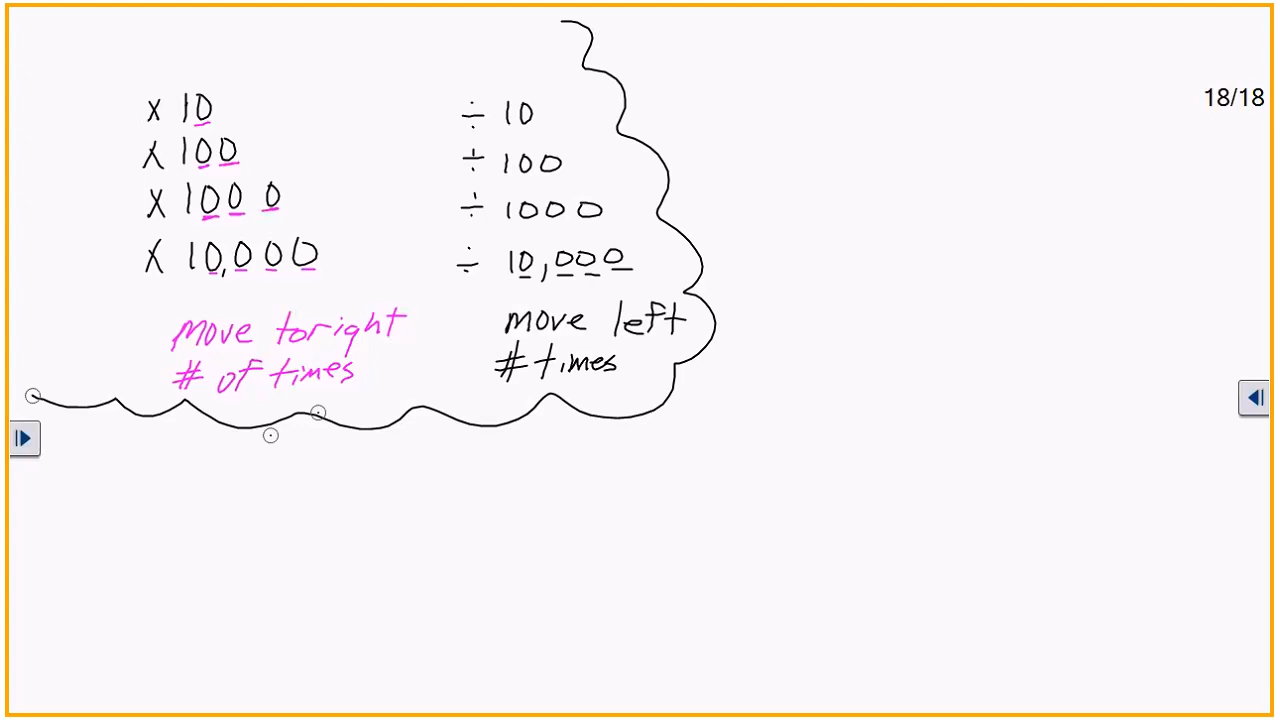 18/18
× 10
× 100
× 1000
× 10,000
move to right
# of times
÷ 10
÷ 100
÷ 1000
÷ 10,000
move left
# times